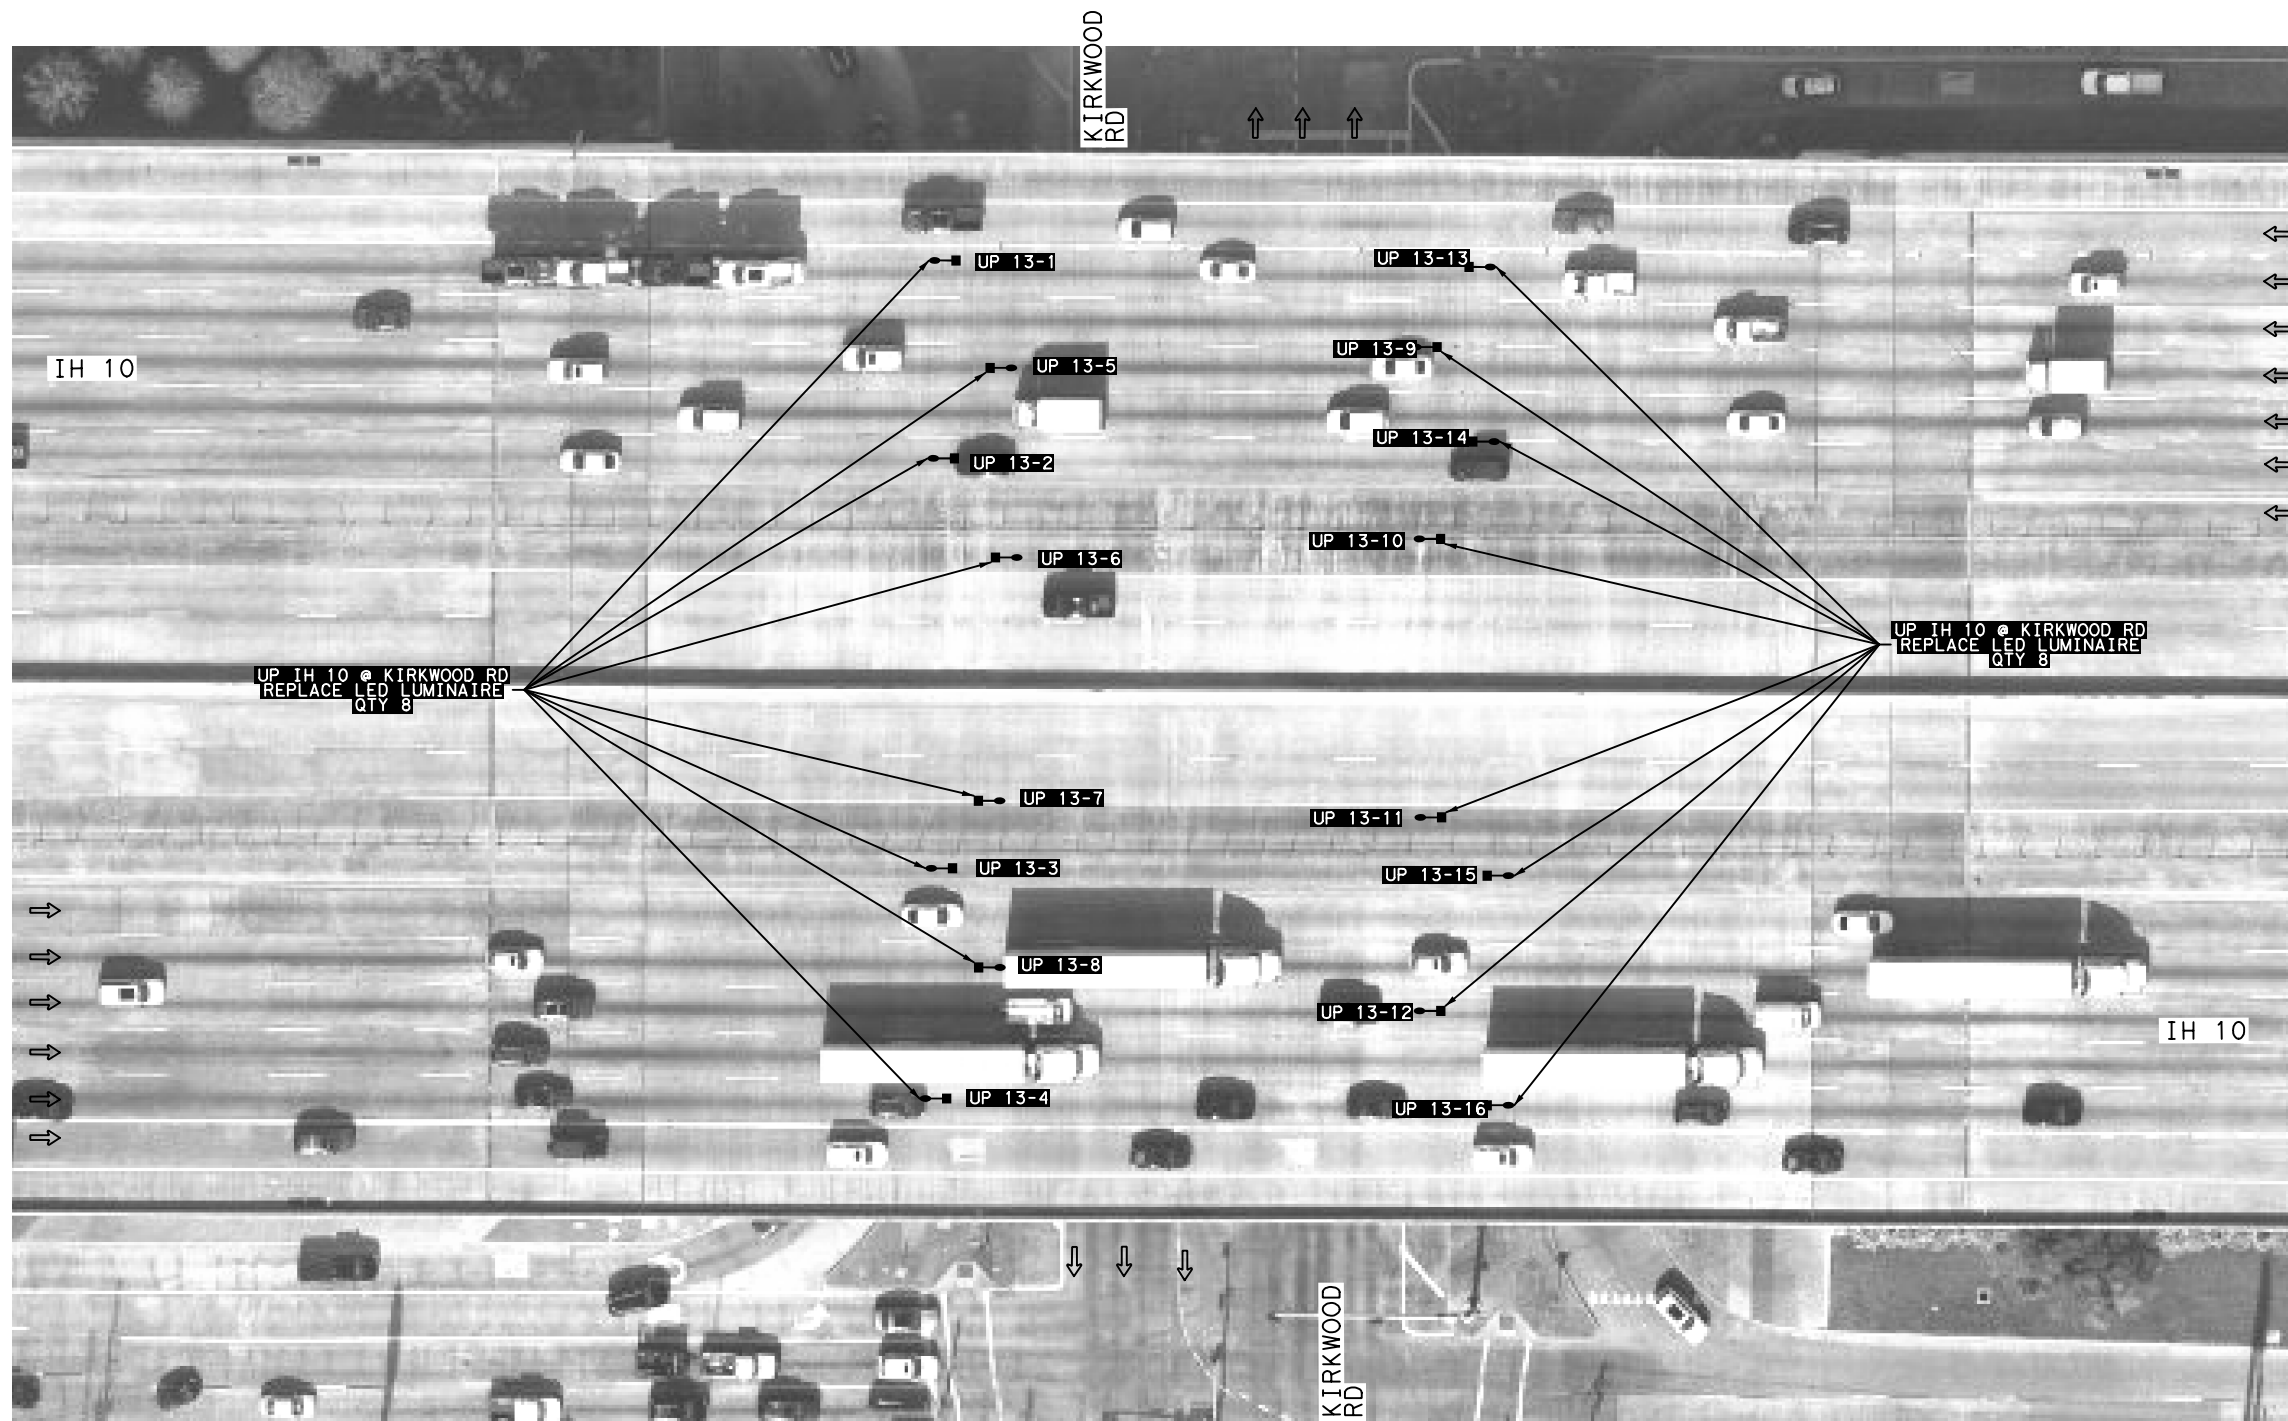 KIRKWOOD
RD
UP 13-1
UP 13-13
UP 13-9
UP 13-5
IH 10
UP 13-14
UP 13-2
UP 13-10
UP 13-6
UP IH 10 @ KIRKWOOD RD
REPLACE LED LUMINAIRE
QTY 8
UP IH 10 @ KIRKWOOD RD
REPLACE LED LUMINAIRE
QTY 8
UP 13-7
UP 13-11
UP 13-3
UP 13-15
UP 13-8
UP 13-12
IH 10
UP 13-4
UP 13-16
KIRKWOOD
RD